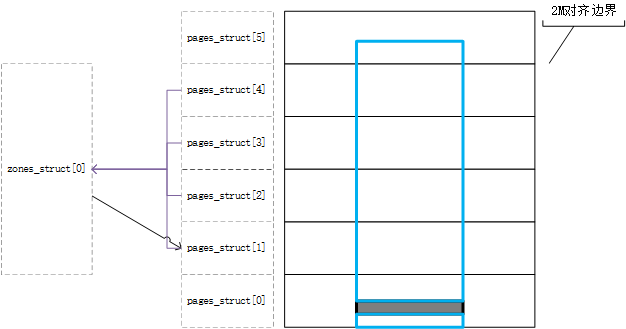 2M对齐边界
pages_struct[5]
pages_struct[4]
pages_struct[3]
zones_struct[0]
pages_struct[2]
pages_struct[1]
pages_struct[0]